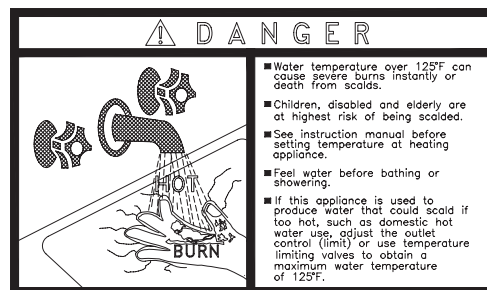 DANGER
HOT
BURN
■ Water temperature over 125°F can
cause severe burns instantly or
death from scalds.
■ Children, disabled and elderly are
at highest risk of being scalded.
■ See instruction manual before
setting temperature at heating
appliance.
■ Feel water before bathing or
showering.
■ If this appliance is used to
produce water that could scald if
too hot, such as domestic hot
water use, adjust the outlet
control (limit) or use temperature
limiting valves to obtain a
maximum water temperature
of 125°F.